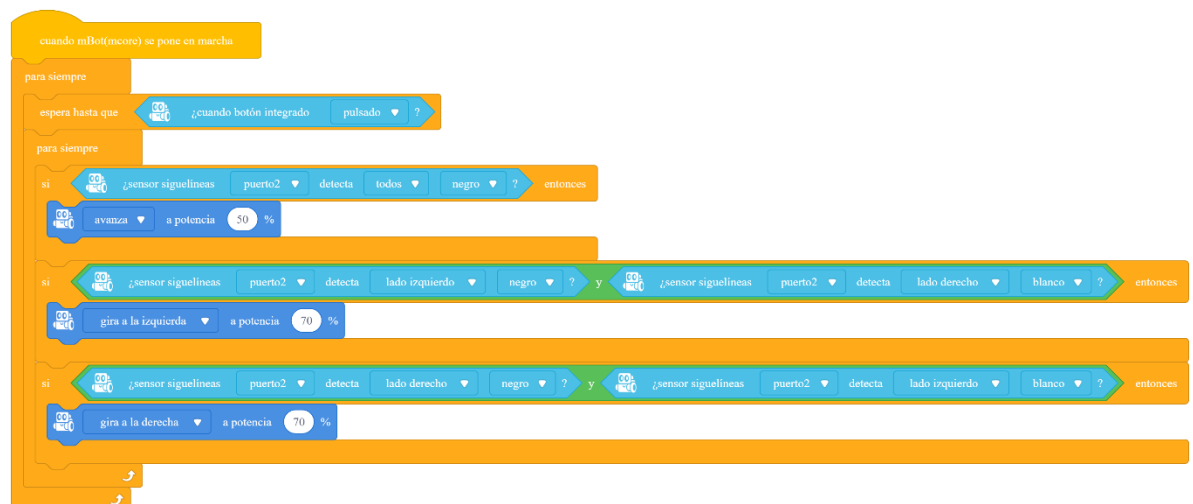 cuando mBot(mcore) se pone en marcha
para siempre
espera hasta que ¿cuando botón integrado pulsado ?
para siempre
si ¿sensor siguelíneas puerto2 detecta todos negro ? entonces
avanza a potencia 50 %
si ¿sensor siguelíneas puerto2 detecta lado izquierdo negro ? y ¿sensor siguelíneas puerto2 detecta lado derecho blanco ? entonces
gira a la izquierda a potencia 70 %
si ¿sensor siguelíneas puerto2 detecta lado derecho negro ? y ¿sensor siguelíneas puerto2 detecta lado izquierdo blanco ? entonces
gira a la derecha a potencia 70 %